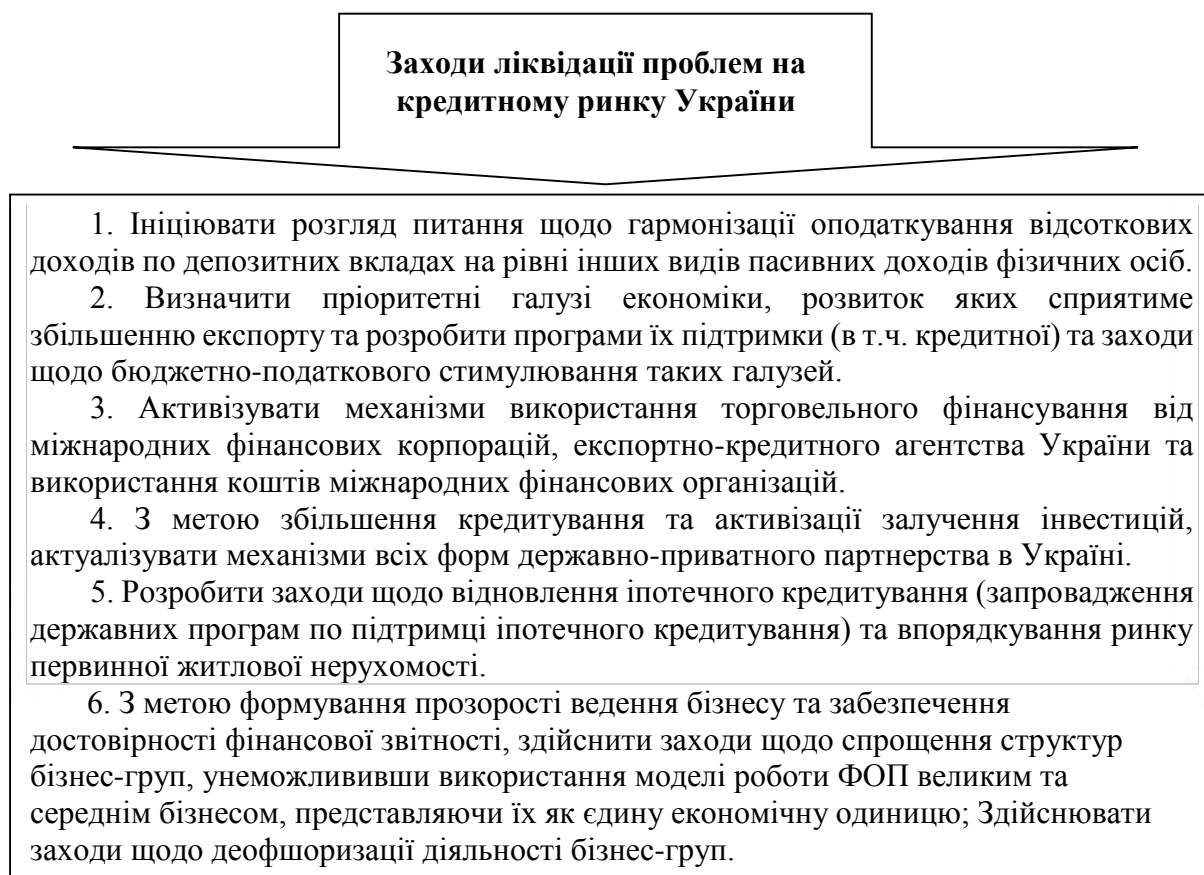 Заходи ліквідації проблем на
кредитному ринку України
1. Ініціювати розгляд питання щодо гармонізації оподаткування відсоткових
доходів по депозитних вкладах на рівні інших видів пасивних доходів фізичних осіб.
2. Визначити пріоритетні галузі економіки, розвиток яких сприятиме
збільшенню експорту та розробити програми їх підтримки (в т.ч. кредитної) та заходи
щодо бюджетно-податкового стимулювання таких галузей.
3. Активізувати механізми використання торговельного фінансування від
міжнародних фінансових корпорацій, експортно-кредитного агентства України та
використання коштів міжнародних фінансових організацій.
4. З метою збільшення кредитування та активізації залучення інвестицій,
актуалізувати механізми всіх форм державно-приватного партнерства в Україні.
5. Розробити заходи щодо відновлення іпотечного кредитування (запровадження
державних програм по підтримці іпотечного кредитування) та впорядкування ринку
первинної житлової нерухомості.
6. З метою формування прозорості ведення бізнесу та забезпечення
достовірності фінансової звітності, здійснити заходи щодо спрощення структур
бізнес-груп, унеможлививши використання моделі роботи ФОП великим та
середнім бізнесом, представляючи їх як єдину економічну одиницю; Здійснювати
заходи щодо деофшоризації діяльності бізнес-груп.